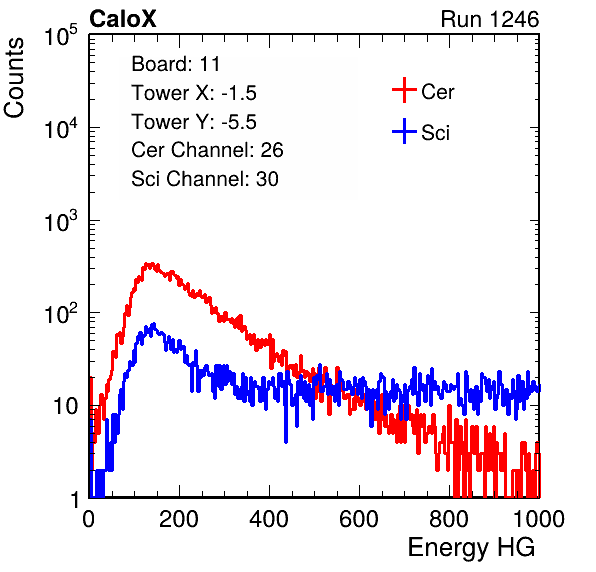 CaloX Run 1246
Counts
10^5
10^4
10^3
10^2
10
1
Board: 11
Tower X: -1.5
Tower Y: -5.5
Cer Channel: 26
Sci Channel: 30
Cer
Sci
0 200 400 600 800 1000
Energy HG